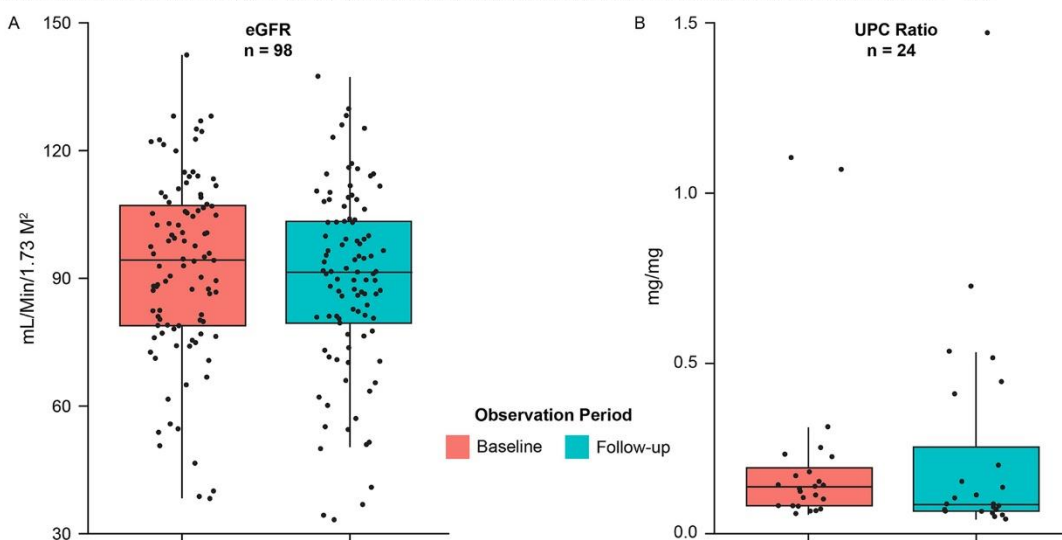 A
eGFR
n = 98
mL/Min/1.73 M²
150
120
90
60
30
Observation Period
Baseline
Follow-up
B
UPC Ratio
n = 24
mg/mg
1.5
1.0
0.5
0.0